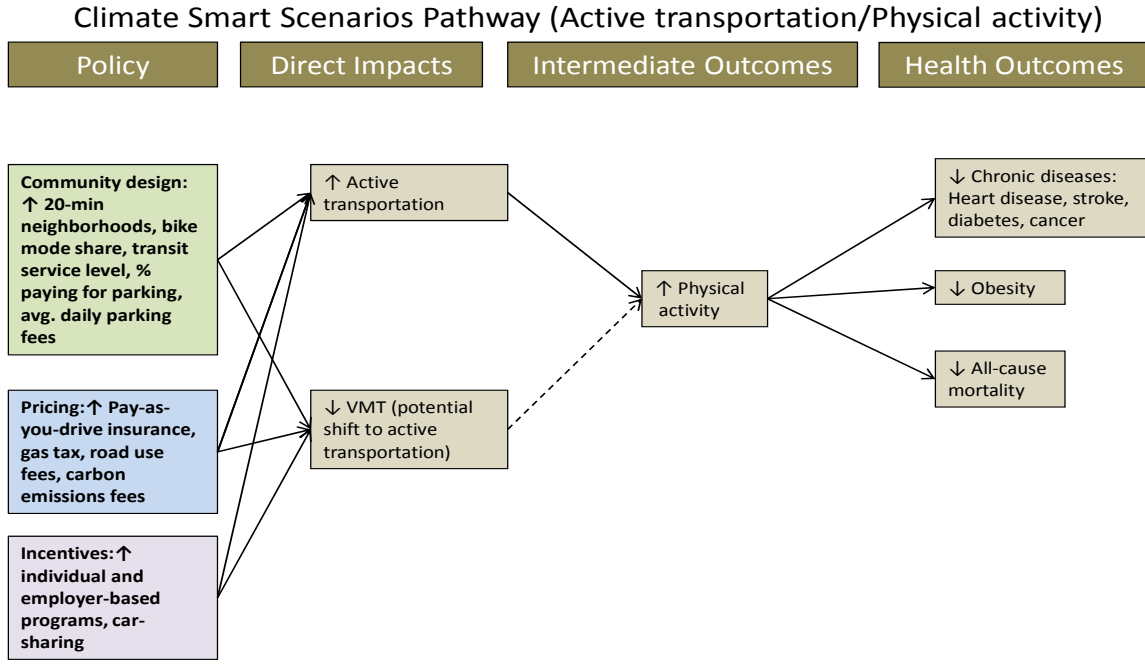 Climate Smart Scenarios Pathway (Active transportation/Physical activity)
Policy
Direct Impacts
Intermediate Outcomes
Health Outcomes
Community design:
↑ 20-min
neighborhoods, bike
mode share, transit
service level, %
paying for parking,
avg. daily parking
fees
Pricing:↑ Pay-as-
you-drive insurance,
gas tax, road use
fees, carbon
emissions fees
Incentives:↑
individual and
employer-based
programs, car-
sharing
↑ Active
transportation
↓ VMT (potential
shift to active
transportation)
↑ Physical
activity
↓ Chronic diseases:
Heart disease, stroke,
diabetes, cancer
↓ Obesity
↓ All-cause
mortality